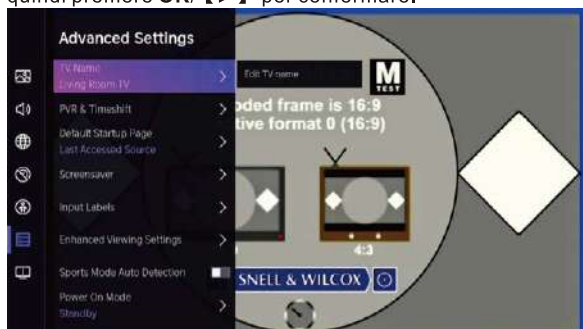 quindi premere OK/【▶】 per confermare.
Advanced Settings
TV Name
Living Room TV
Edit TV name
M
TEST
PVR & Timeshift
oded frame is 16:9
tive format 0 (16:9)
Default Startup Page
Last Accessed Source
Screensaver
Input Labels
Enhanced Viewing Settings
4:3
Sports Mode Auto Detection
SNELL & WILCOX
Power On Mode
Standby